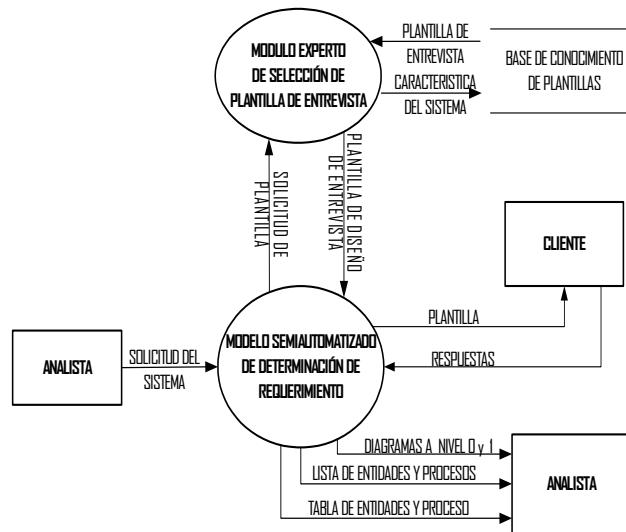 MODULO EXPERTO
DE SELECCIÓN DE
PLANTILLA DE ENTREVISTA
PLANTILLA DE
ENTREVISTA
CARACTERISTICA
DEL SISTEMA
BASE DE CONOCIMIENTO
DE PLANTILLAS
SOLICITUD DE
PLANTILLA
PLANTILLA DE DISEÑO
DE ENTREVISTA
CLIENTE
ANALISTA
SOLICITUD DEL
SISTEMA
MODELO SEMIAUTOMATIZADO
DE DETERMINACIÓN DE
REQUERIMIENTO
PLANTILLA
RESPUESTAS
DIAGRAMAS A NIVEL 0 y 1
LISTA DE ENTIDADES Y PROCESOS
TABLA DE ENTIDADES Y PROCESO
ANALISTA